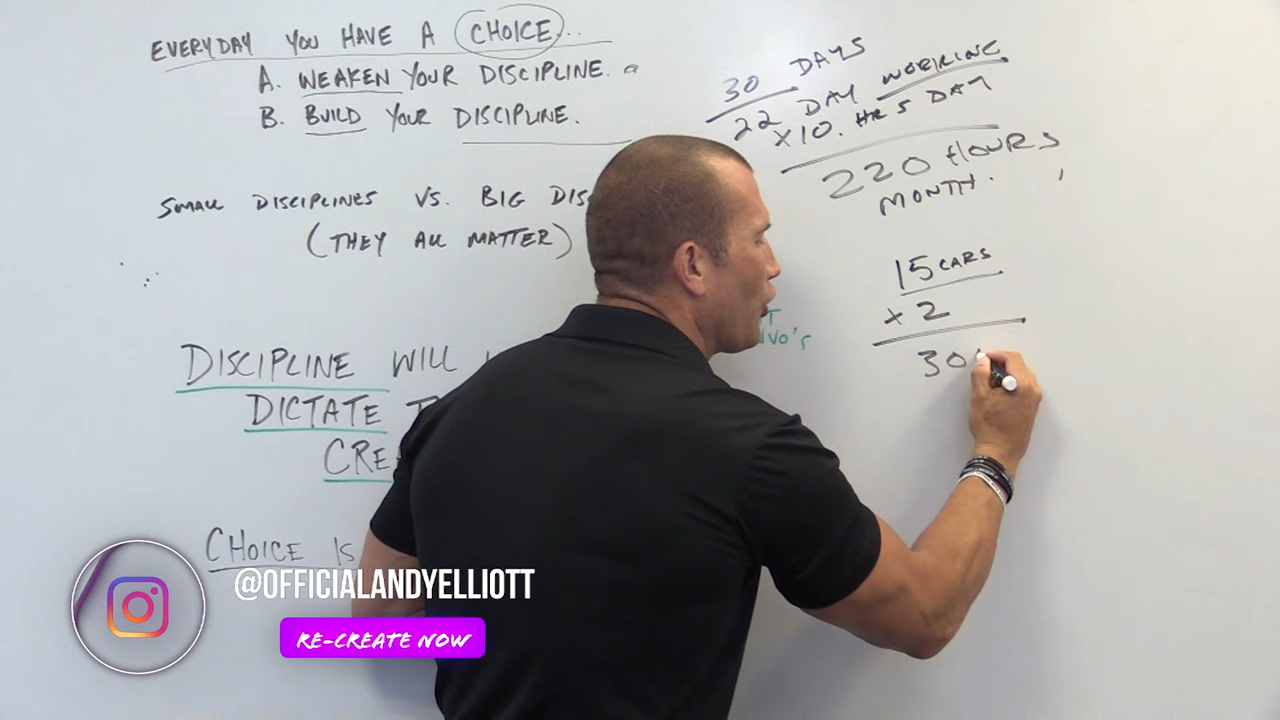 EVERYDAY YOU HAVE A CHOICE...
A. WEAKEN YOUR DISCIPLINE.
B. BUILD YOUR DISCIPLINE.
SMALL DISCIPLINES VS. BIG DIS
(THEY ALL MATTER)
DISCIPLINE WILL
DICTATE
CRE
CHOICE IS
30 DAYS
22 DAY WORKING
X10. HRS DAY
220 HOURS
MONTH.
15 CARS
x 2
30
@OFFICIALANDYELLIOTT
RE-CREATE NOW